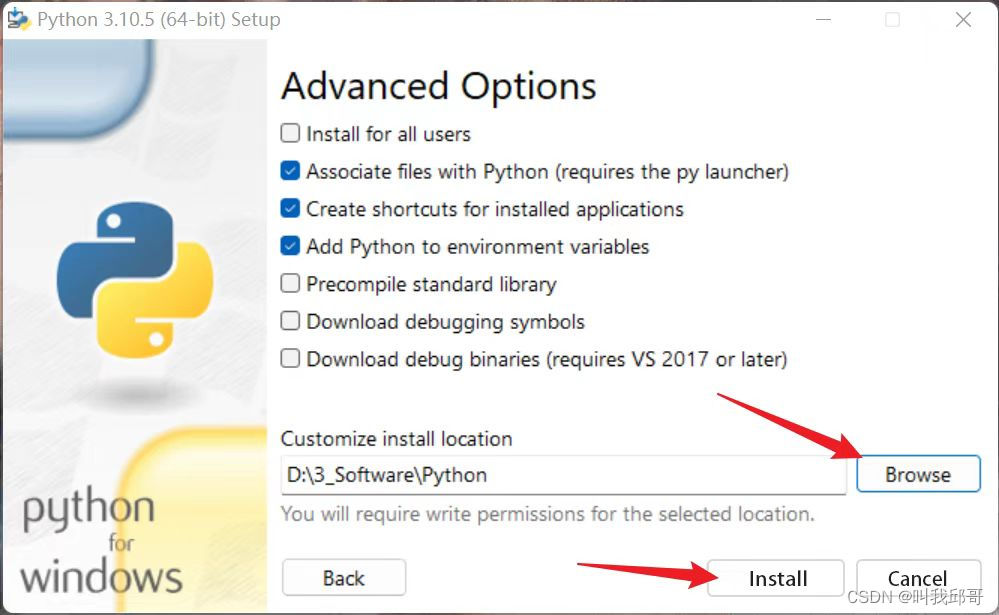 Python 3.10.5 (64-bit) Setup
Advanced Options
Install for all users
Associate files with Python (requires the py launcher)
Create shortcuts for installed applications
Add Python to environment variables
Precompile standard library
Download debugging symbols
Download debug binaries (requires VS 2017 or later)
Customize install location
D:\3_Software\Python
Browse
You will require write permissions for the selected location.
python
for
windows
Back
Install
Cancel
CSDN @叫我邱哥